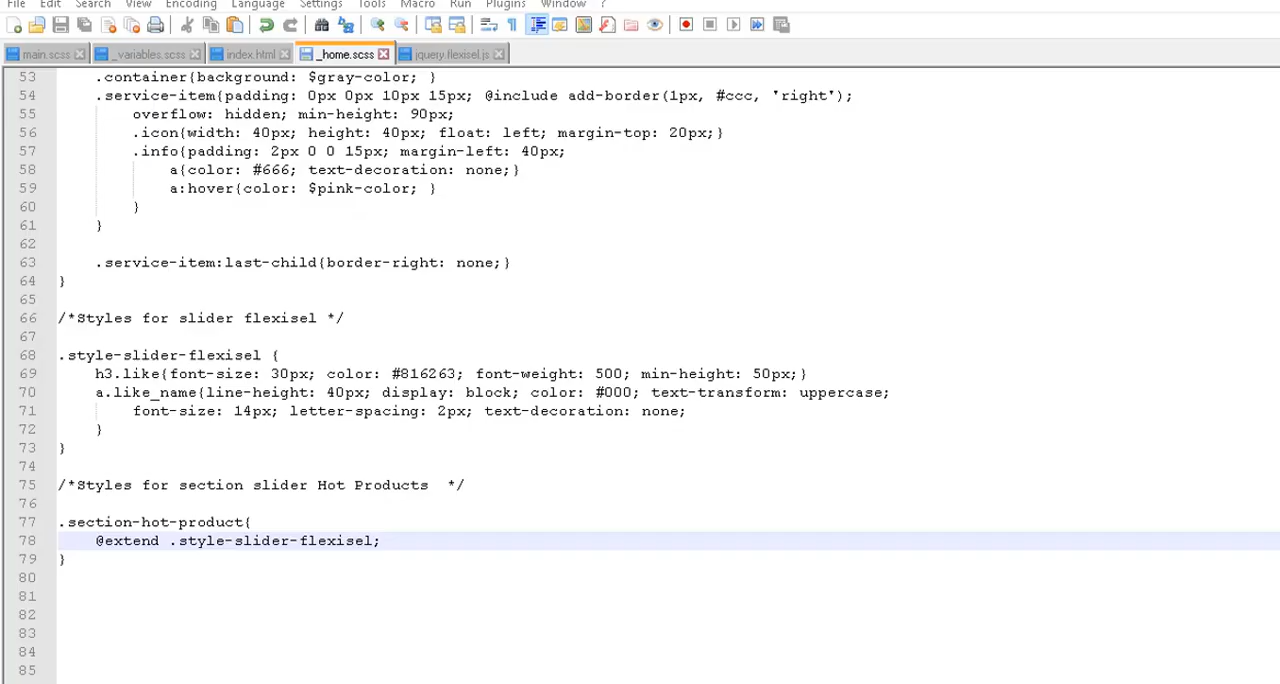 File Edit Search View Encoding Language Settings Tools Macro Run Plugins Window ?
main.scss _variables.scss index.html _home.scss jquery.flexisel.js
53 .container{background: $gray-color; }
54 .service-item{padding: 0px 0px 10px 15px; @include add-border(1px, #ccc, 'right');
55 overflow: hidden; min-height: 90px;
56 .icon{width: 40px; height: 40px; float: left; margin-top: 20px;}
57 .info{padding: 2px 0 0 15px; margin-left: 40px;
58 a{color: #666; text-decoration: none;}
59 a:hover{color: $pink-color; }
60 }
61 }
62
63 .service-item:last-child{border-right: none;}
64 }
65
66 /*Styles for slider flexisel */
67
68 .style-slider-flexisel {
69 h3.like{font-size: 30px; color: #816263; font-weight: 500; min-height: 50px;}
70 a.like_name{line-height: 40px; display: block; color: #000; text-transform: uppercase;
71 font-size: 14px; letter-spacing: 2px; text-decoration: none;
72 }
73 }
74
75 /*Styles for section slider Hot Products  */
76
77 .section-hot-product{
78 @extend .style-slider-flexisel;
79 }
80
81
82
83
84
85